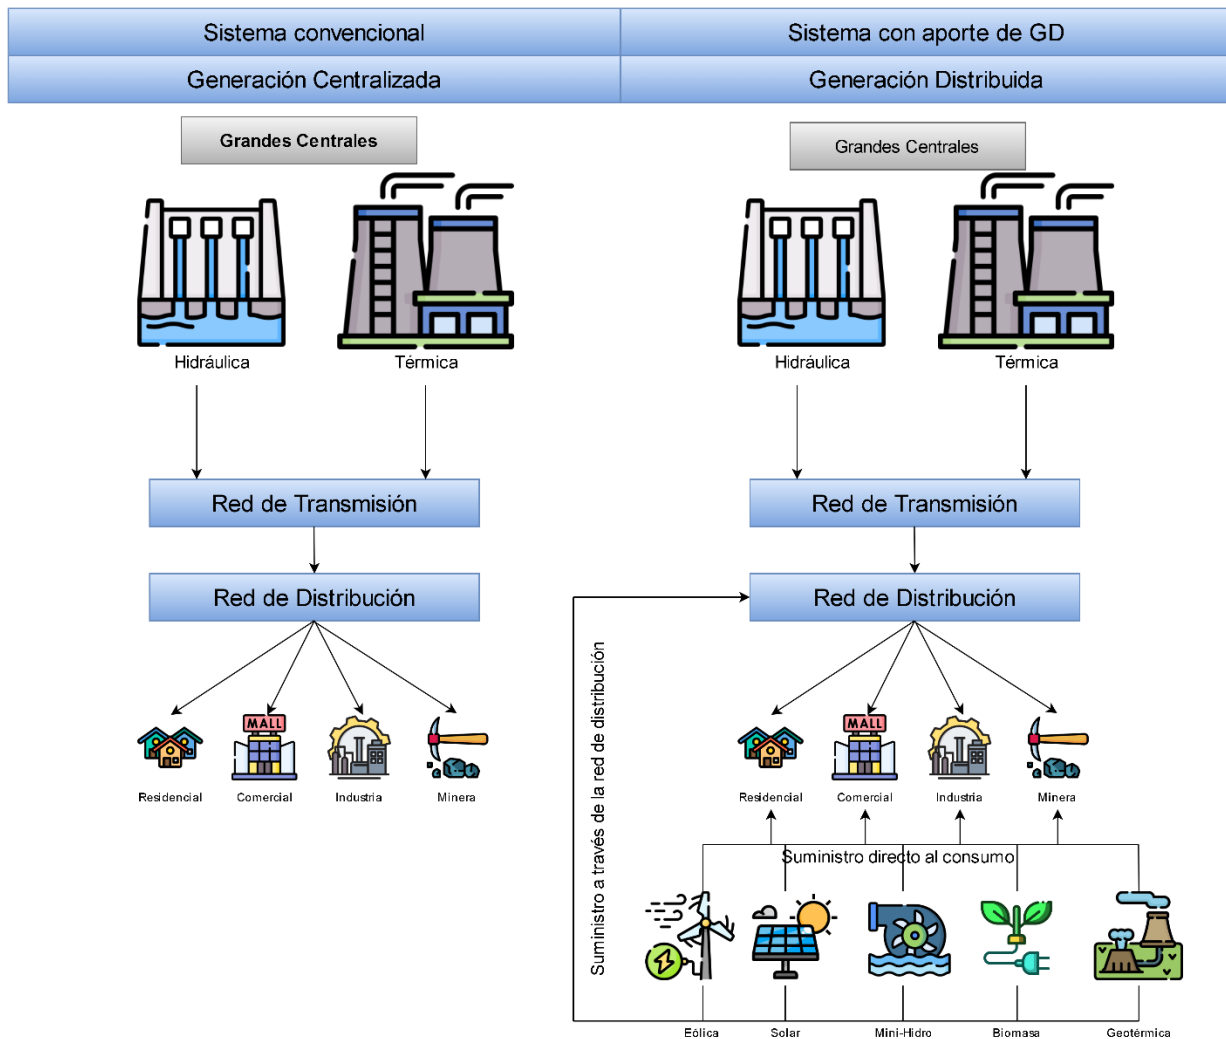 Sistema convencional
Sistema con aporte de GD
Generación Centralizada
Generación Distribuida
Grandes Centrales
Grandes Centrales
Hidráulica
Térmica
Hidráulica
Térmica
Red de Transmisión
Red de Transmisión
Red de Distribución
Red de Distribución
Suministro a través de la red de distribución
MALL
MALL
Residencial
Comercial
Industria
Minera
Residencial
Comercial
Industria
Minera
Suministro directo al consumo
Eólica
Solar
Mini-Hidro
Biomasa
Geotérmica